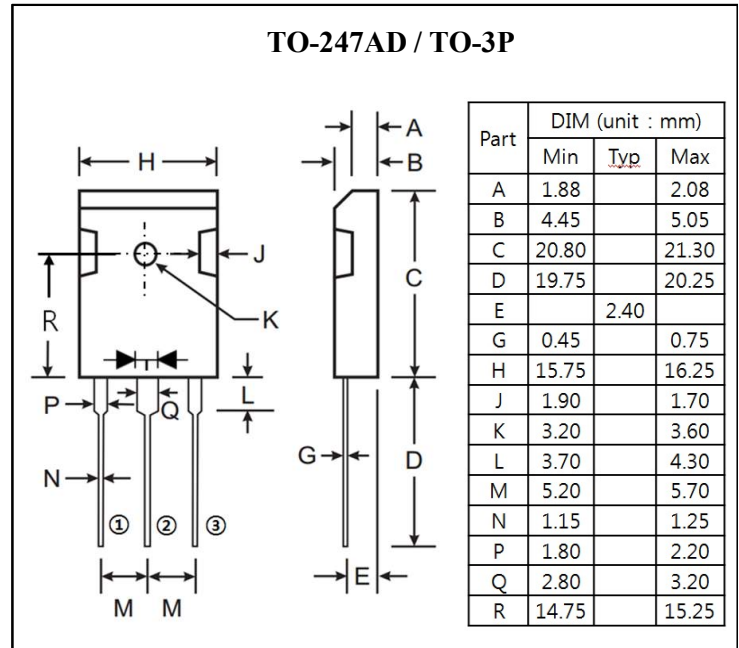 TO-247AD / TO-3P
A
B
H
J
C
R
K
L
P
Q
G
D
N
① ② ③
E
M M
Part DIM (unit : mm)
Min Typ Max
A 1.88 2.08
B 4.45 5.05
C 20.80 21.30
D 19.75 20.25
E 2.40
G 0.45 0.75
H 15.75 16.25
J 1.90 1.70
K 3.20 3.60
L 3.70 4.30
M 5.20 5.70
N 1.15 1.25
P 1.80 2.20
Q 2.80 3.20
R 14.75 15.25